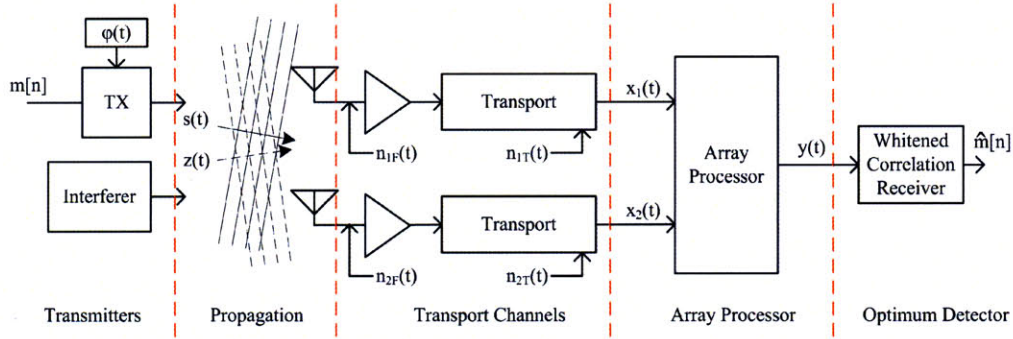 φ(t)
m[n]
TX
s(t)
z(t)
Interferer
n1F(t)
Transport
n1T(t)
x1(t)
n2F(t)
Transport
n2T(t)
x2(t)
Array
Processor
y(t)
Whitened
Correlation
Receiver
m̂[n]
Transmitters
Propagation
Transport Channels
Array Processor
Optimum Detector